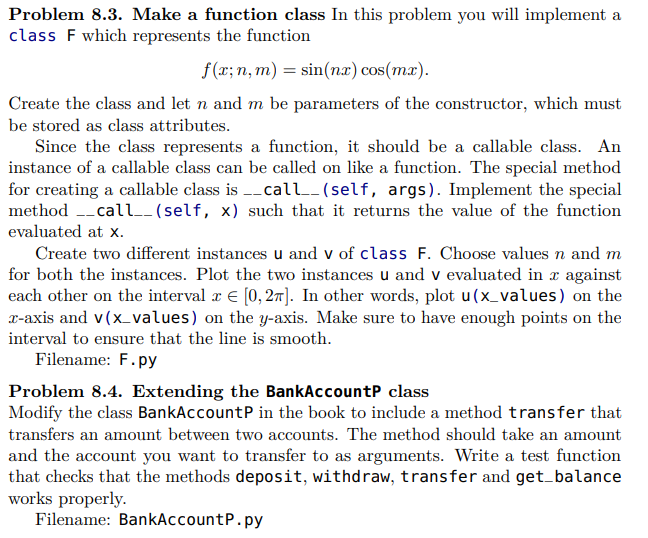 Problem 8.3. Make a function class In this problem you will implement a
class F which represents the function
f(x; n, m) = sin(nx) cos(mx).
Create the class and let n and m be parameters of the constructor, which must
be stored as class attributes.
Since the class represents a function, it should be a callable class. An
instance of a callable class can be called on like a function. The special method
for creating a callable class is __call__(self, args). Implement the special
method __call__(self, x) such that it returns the value of the function
evaluated at x.
Create two different instances u and v of class F. Choose values n and m
for both the instances. Plot the two instances u and v evaluated in x against
each other on the interval x ∈ [0, 2π]. In other words, plot u(x_values) on the
x-axis and v(x_values) on the y-axis. Make sure to have enough points on the
interval to ensure that the line is smooth.
Filename: F.py
Problem 8.4. Extending the BankAccountP class
Modify the class BankAccountP in the book to include a method transfer that
transfers an amount between two accounts. The method should take an amount
and the account you want to transfer to as arguments. Write a test function
that checks that the methods deposit, withdraw, transfer and get_balance
works properly.
Filename: BankAccountP.py